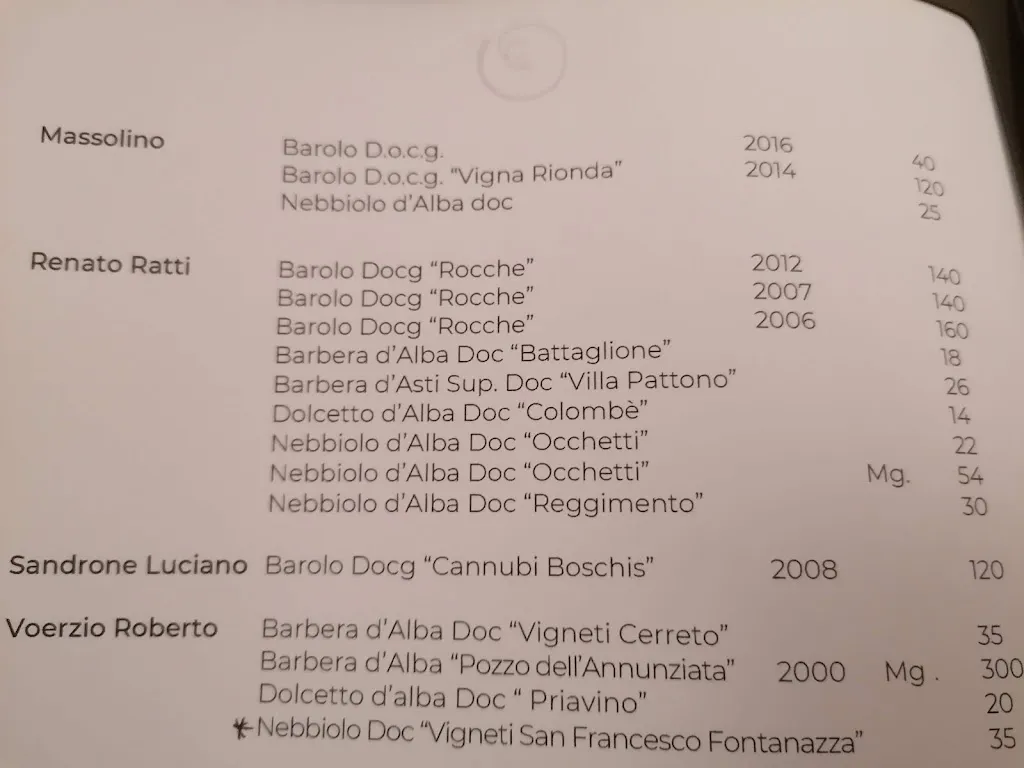 Massolino Barolo D.o.c.g. 2016 40
Barolo D.o.c.g. “Vigna Rionda” 2014 120
Nebbiolo d’Alba doc 25
Renato Ratti Barolo Docg “Rocche” 2012 140
Barolo Docg “Rocche” 2007 140
Barolo Docg “Rocche” 2006 160
Barbera d’Alba Doc “Battaglione” 18
Barbera d’Asti Sup. Doc “Villa Pattono” 26
Dolcetto d’Alba Doc “Colombè” 14
Nebbiolo d’Alba Doc “Occhetti” 22
Nebbiolo d’Alba Doc “Occhetti” Mg. 54
Nebbiolo d’Alba Doc “Reggimento” 30
Sandrone Luciano Barolo Docg “Cannubi Boschis” 2008 120
Voerzio Roberto Barbera d’Alba Doc “Vigneti Cerreto” 35
Barbera d’Alba “Pozzo dell’Annunziata” 2000 Mg . 300
Dolcetto d’alba Doc “ Priavino” 20
*Nebbiolo Doc “Vigneti San Francesco Fontanazza” 35